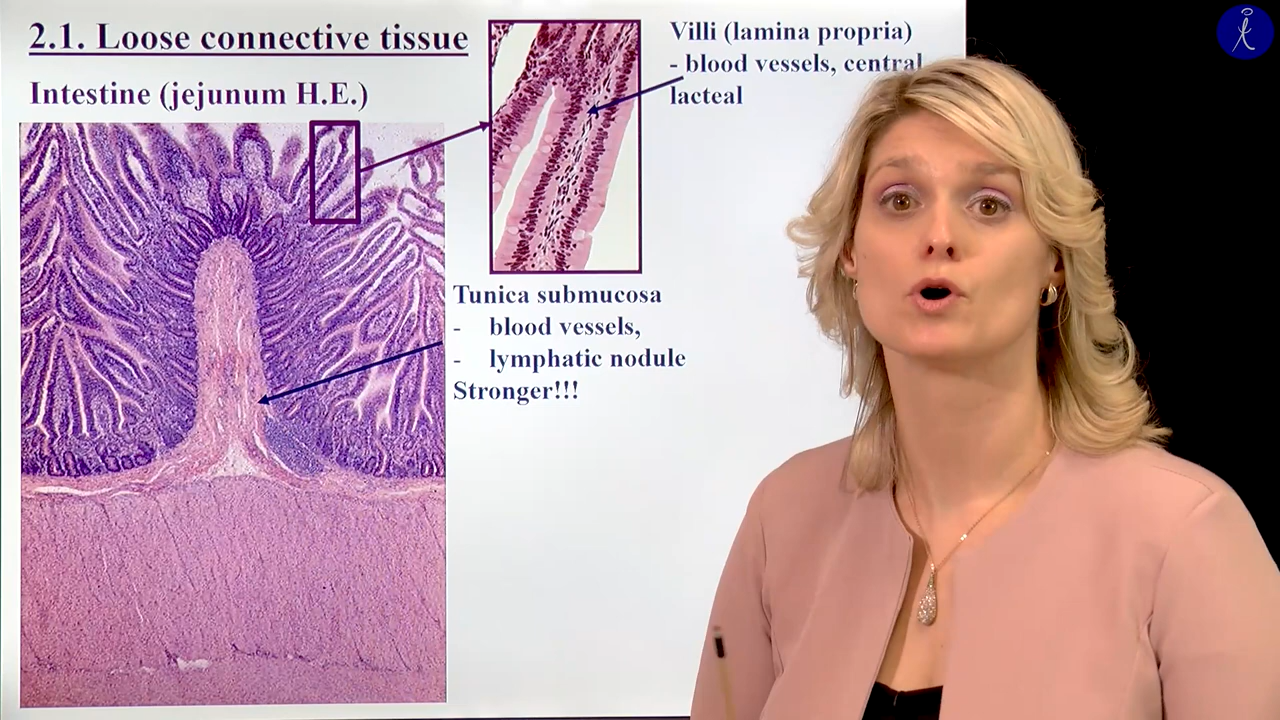 2.1. Loose connective tissue
Intestine (jejunum H.E.)
Villi (lamina propria)
- blood vessels, central
lacteal
Tunica submucosa
- blood vessels,
- lymphatic nodule
Stronger!!!